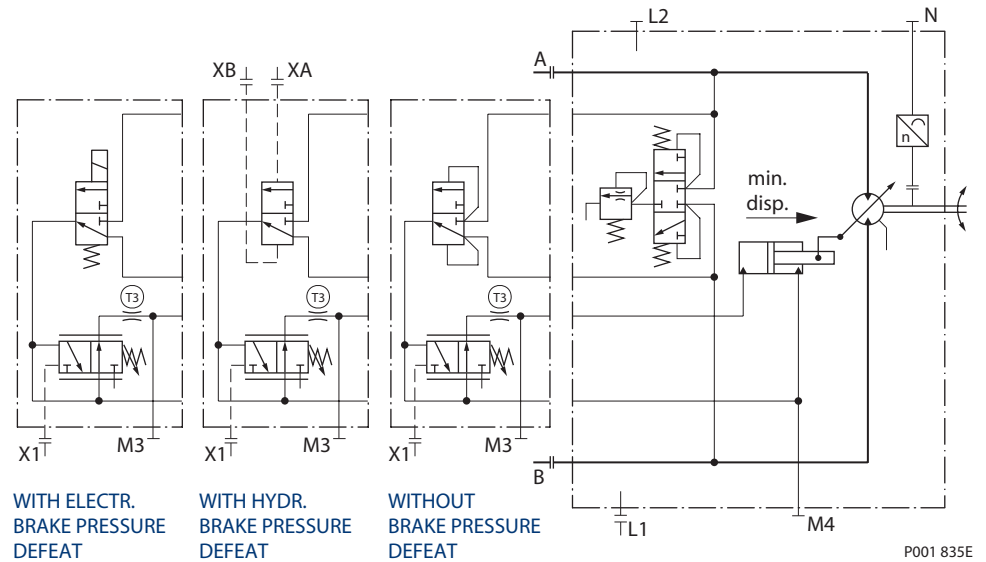 L2
N
A
XB
XA
n
min.
disp.
T3
T3
T3
X1
M3
X1
M3
X1
M3
B
L1
M4
WITH ELECTR.
BRAKE PRESSURE
DEFEAT
WITH HYDR.
BRAKE PRESSURE
DEFEAT
WITHOUT
BRAKE PRESSURE
DEFEAT
P001 835E